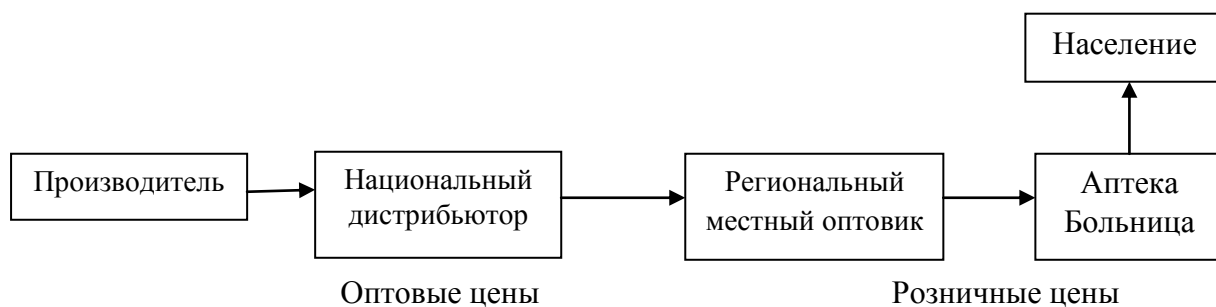 Население
Производитель
Национальный
дистрибьютор
Региональный
местный оптовик
Аптека
Больница
Оптовые цены
Розничные цены